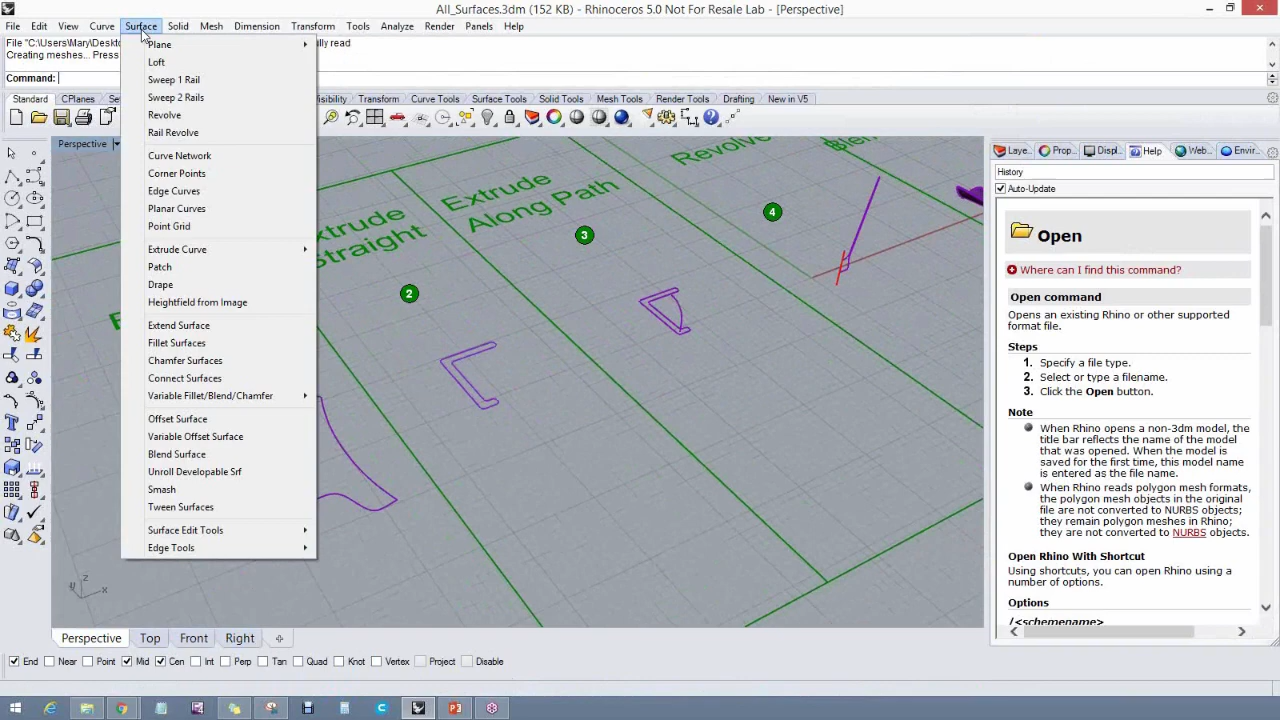 All_Surfaces.3dm (152 KB) - Rhinoceros 5.0 Not For Resale Lab - [Perspective]
File Edit View Curve Surface Solid Mesh Dimension Transform Tools Analyze Render Panels Help
File "C:\Users\Mary\Deskto
lly read
Creating meshes... Press
Command:
Standard CPlanes Transform Curve Tools Surface Tools Solid Tools Mesh Tools Render Tools Drafting New in V5
Perspective
Plane
Loft
Sweep 1 Rail
Sweep 2 Rails
Revolve
Rail Revolve
Curve Network
Corner Points
Edge Curves
Planar Curves
Point Grid
Extrude Curve
Patch
Drape
Heightfield from Image
Extend Surface
Fillet Surfaces
Chamfer Surfaces
Connect Surfaces
Variable Fillet/Blend/Chamfer
Offset Surface
Variable Offset Surface
Blend Surface
Unroll Developable Srf
Smash
Tween Surfaces
Surface Edit Tools
Edge Tools
xtrude
Straight
2
Extrude
Along Path
3
Revolve
4
z
y
x
Laye... Prop... Displ... Help Web... Envir...
History
Auto-Update
Open
Where can I find this command?
Open command
Opens an existing Rhino or other supported
format file.
Steps
1. Specify a file type.
2. Select or type a filename.
3. Click the Open button.
Note
When Rhino opens a non-3dm model, the
title bar reflects the name of the model
that was opened. When the model is
saved for the first time, this model name
is entered as the file name.
When Rhino reads polygon mesh formats,
the polygon mesh objects in the original
file are not converted to NURBS objects;
they remain polygon meshes in Rhino;
they are not converted to NURBS objects.
Open Rhino With Shortcut
Using shortcuts, you can open Rhino using a
number of options.
Options
/<schemename>
Perspective Top Front Right
End Near Point Mid Cen Int Perp Tan Quad Knot Vertex Project Disable